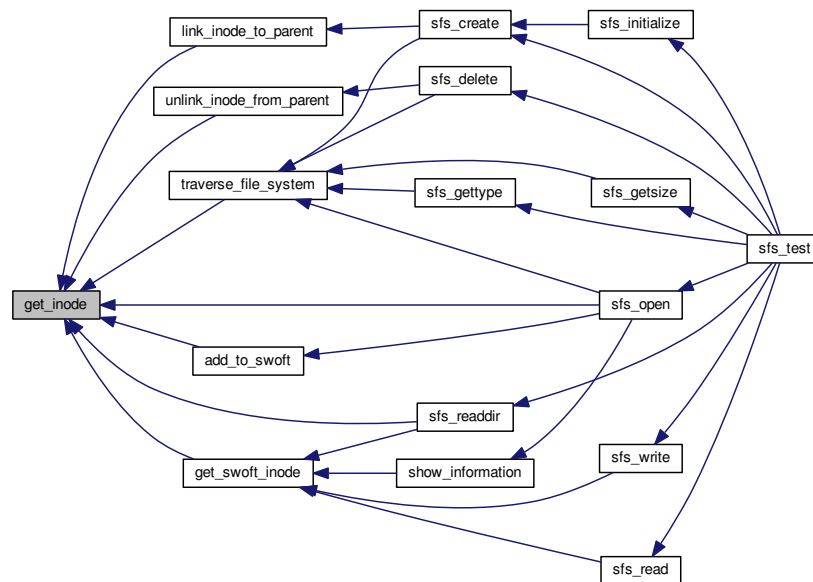 link_inode_to_parent
sfs_create
sfs_initialize
unlink_inode_from_parent
sfs_delete
traverse_file_system
sfs_gettype
sfs_getsize
sfs_test
get_inode
sfs_open
add_to_swoft
sfs_readdir
get_swoft_inode
show_information
sfs_write
sfs_read